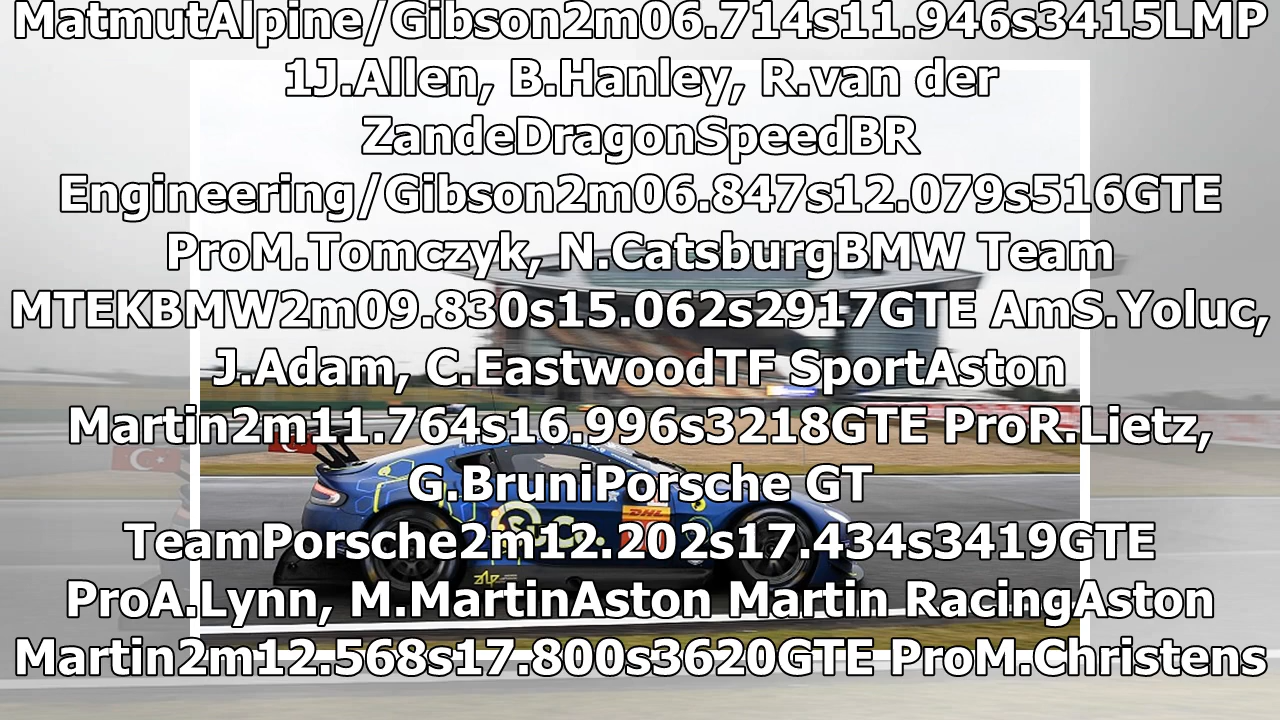 MatmutAlpine/Gibson2m06.714s11.946s3415LMP
1J.Allen, B.Hanley, R.van der
ZandeDragonSpeedBR
Engineering/Gibson2m06.847s12.079s516GTE
ProM.Tomczyk, N.CatsburgBMW Team
MTEKBMW2m09.830s15.062s2917GTE AmS.Yoluc,
J.Adam, C.EastwoodTF SportAston
Martin2m11.764s16.996s3218GTE ProR.Lietz,
G.BruniPorsche GT
TeamPorsche2m12.202s17.434s3419GTE
ProA.Lynn, M.MartinAston Martin RacingAston
Martin2m12.568s17.800s3620GTE ProM.Christens
DHL